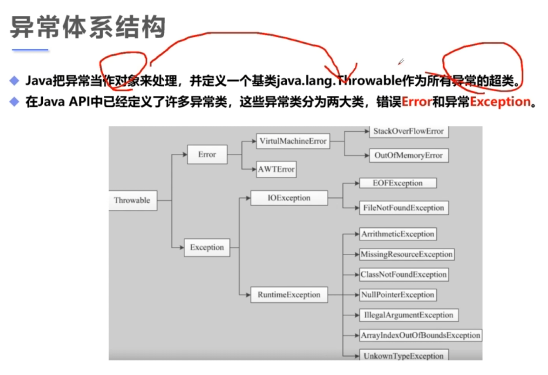 异常体系结构
Java把异常当作对象来处理，并定义一个基类java.lang.Throwable作为所有异常的超类。
在Java API中已经定义了许多异常类，这些异常类分为两大类，错误Error和异常Exception。
Throwable
Error
VirtulMachineError
StackOverFlowError
OutOfMemoryError
AWTError
Exception
IOException
EOFException
FileNotFoundException
RuntimeException
ArrithmeticException
MissingResourceException
ClassNotFoundException
NullPointerException
IllegalArgumentException
ArrayIndexOutOfBoundsException
UnkownTypeException